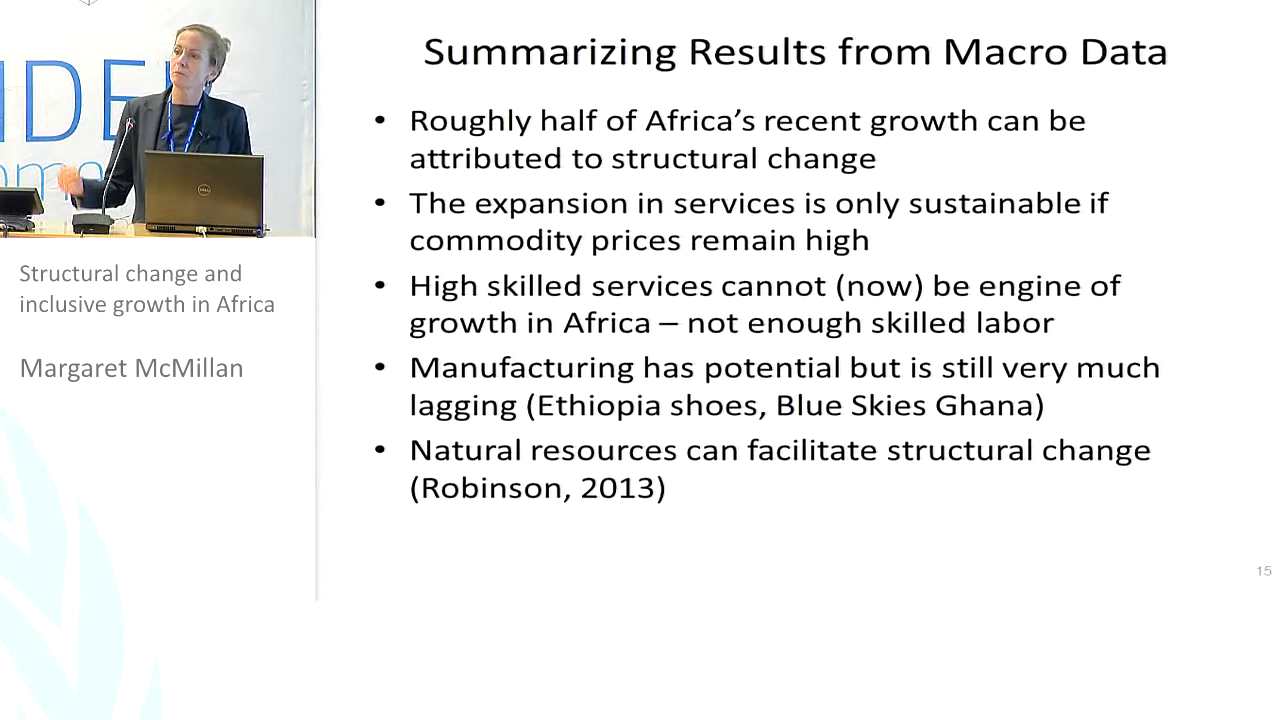 IDE
ome
DELL
Structural change and
inclusive growth in Africa
Margaret McMillan
Summarizing Results from Macro Data
• Roughly half of Africa's recent growth can be
attributed to structural change
• The expansion in services is only sustainable if
commodity prices remain high
• High skilled services cannot (now) be engine of
growth in Africa – not enough skilled labor
• Manufacturing has potential but is still very much
lagging (Ethiopia shoes, Blue Skies Ghana)
• Natural resources can facilitate structural change
(Robinson, 2013)
15